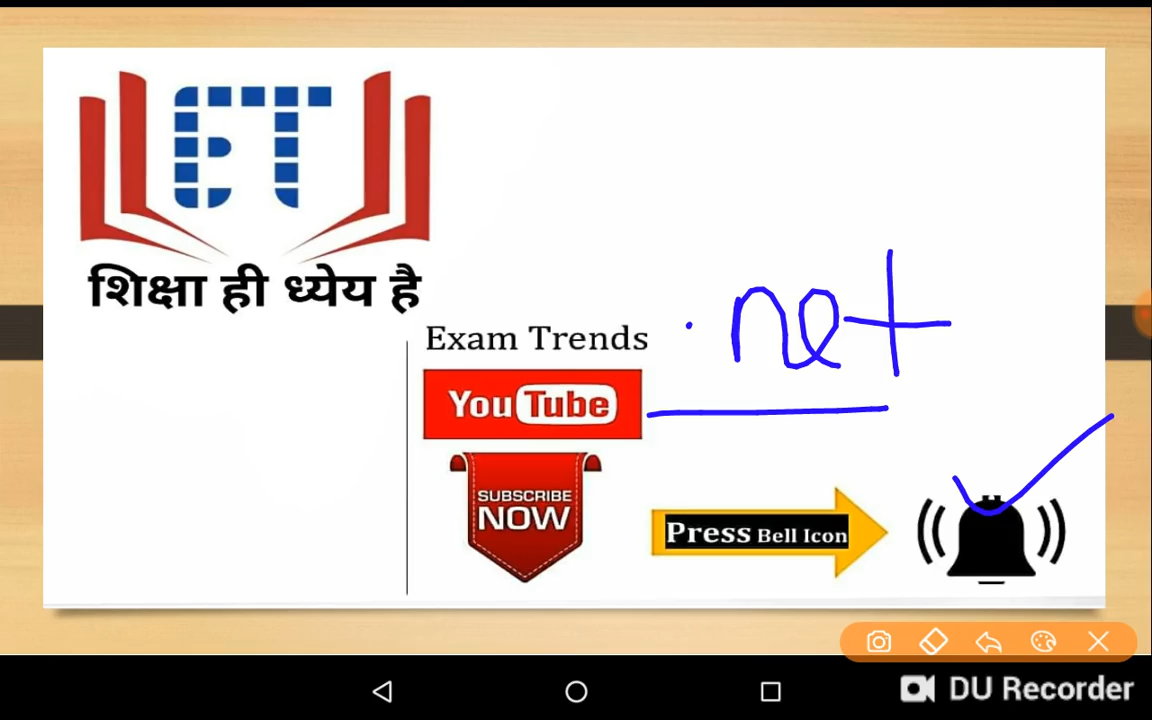 ET
शिक्षा ही ध्येय है
Exam Trends .net
YouTube
SUBSCRIBE
NOW
Press Bell Icon
DU Recorder